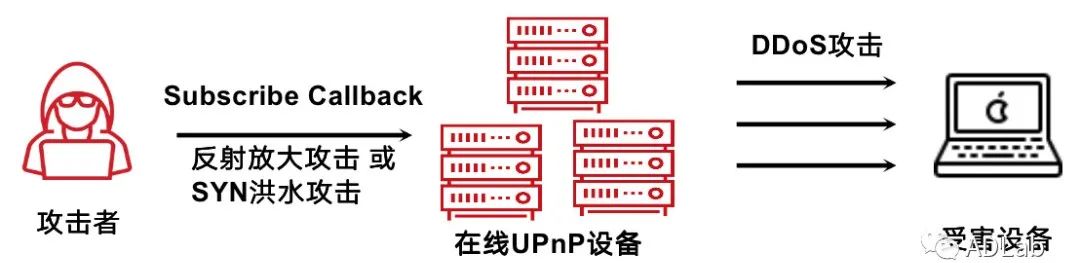 DDoS攻击
Subscribe Callback
反射放大攻击 或
SYN洪水攻击
攻击者
在线UPnP设备
受害设备
ADLab